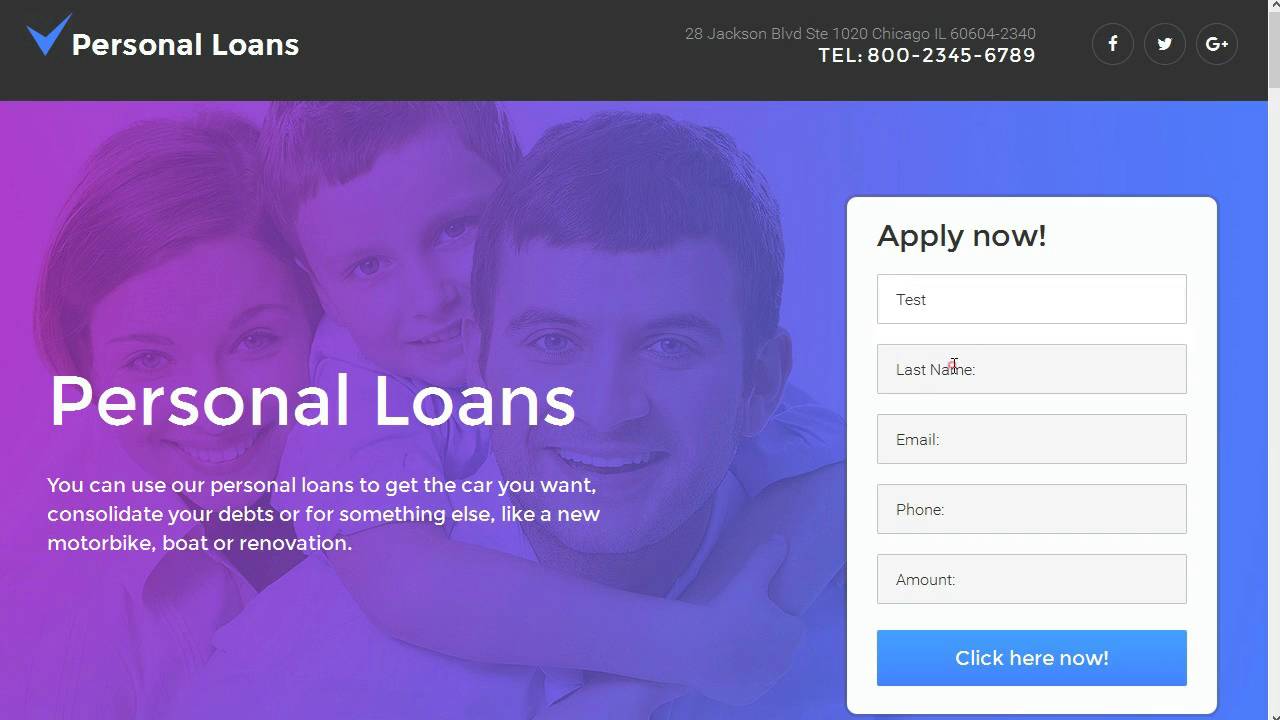 Personal Loans
28 Jackson Blvd Ste 1020 Chicago IL 60604-2340
TEL: 800-2345-6789
f
G+
Personal Loans
You can use our personal loans to get the car you want,
consolidate your debts or for something else, like a new
motorbike, boat or renovation.
Apply now!
Test
Last Name:
Email:
Phone:
Amount:
Click here now!